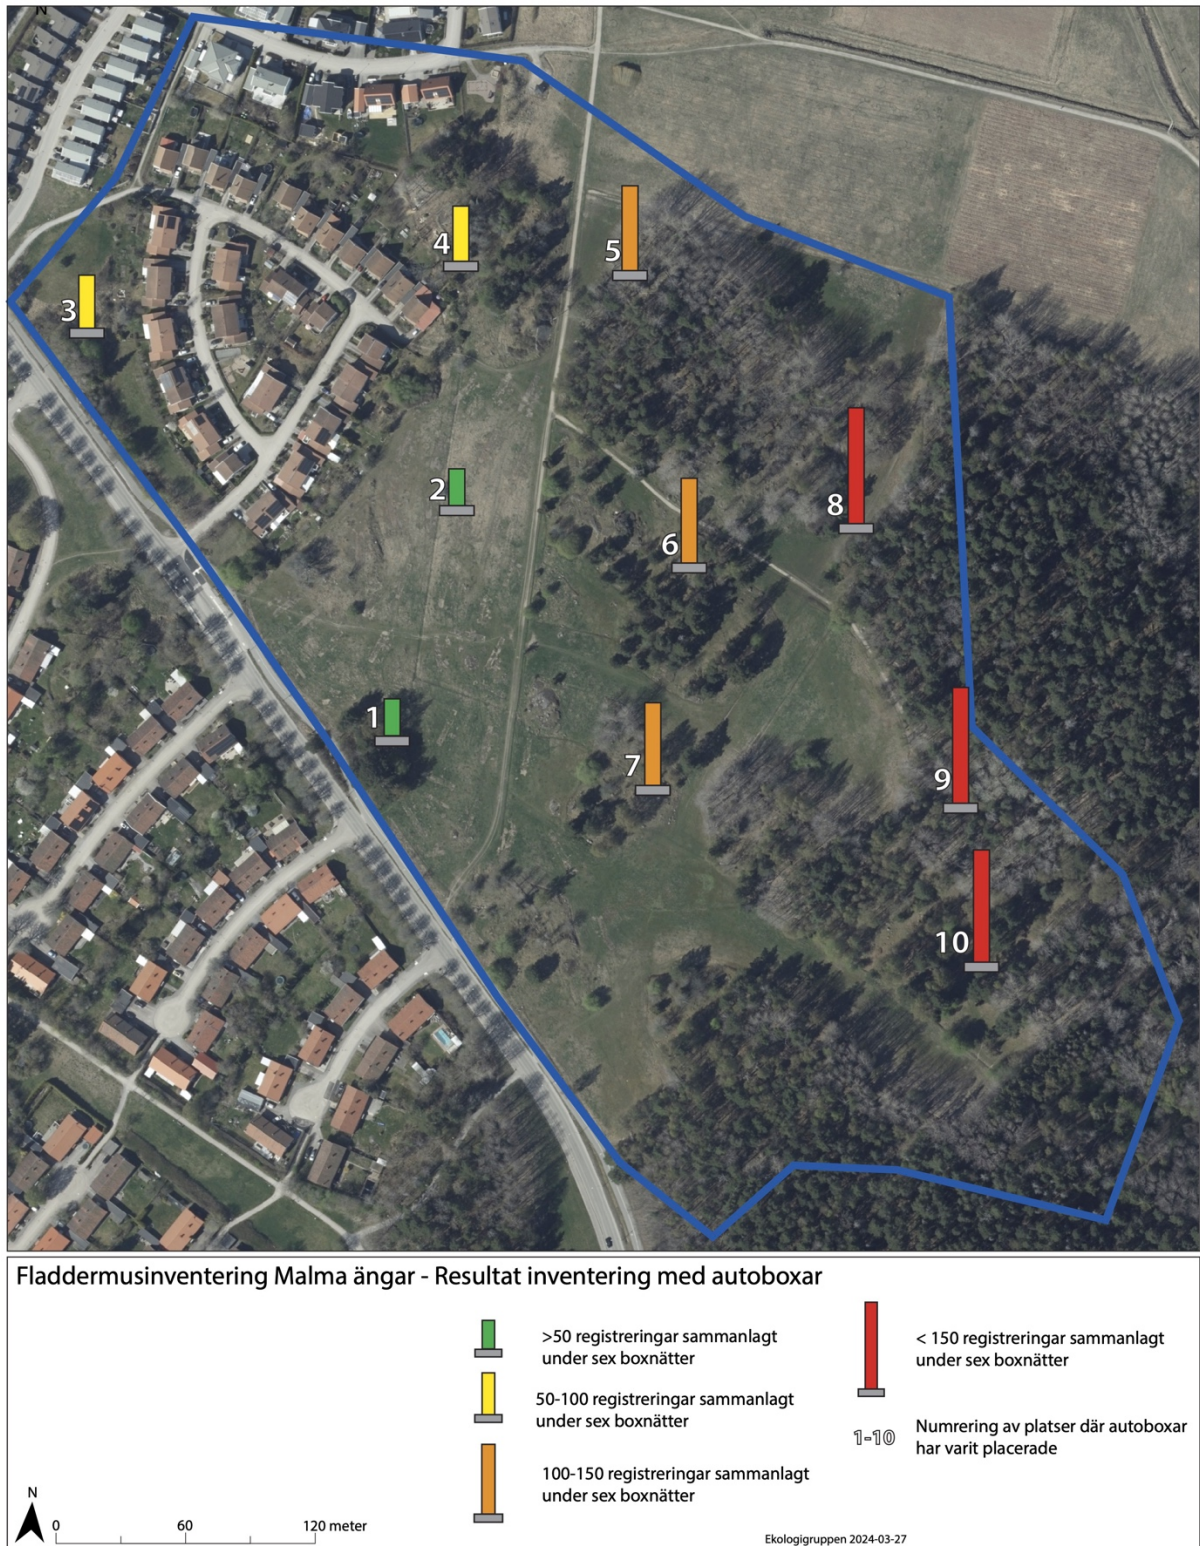 N
4
5
3
2
8
6
1
7
9
10
Fladdermusinventering Malma ängar - Resultat inventering med autoboxar
>50 registreringar sammanlagt
under sex boxnätter
50-100 registreringar sammanlagt
under sex boxnätter
100-150 registreringar sammanlagt
under sex boxnätter
< 150 registreringar sammanlagt
under sex boxnätter
1-10
Numrering av platser där autoboxar
har varit placerade
N
0 60 120 meter
Ekologigruppen 2024-03-27